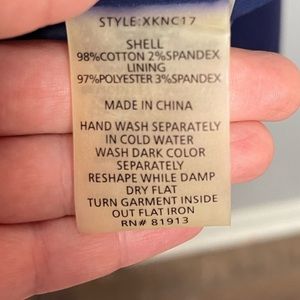 STYLE:XKNC17
SHELL
98%COTTON 2%SPANDEX
LINING
97%POLYESTER 3%SPANDEX
MADE IN CHINA
HAND WASH SEPARATELY
IN COLD WATER
WASH DARK COLOR
SEPARATELY
RESHAPE WHILE DAMP
DRY FLAT
TURN GARMENT INSIDE
OUT FLAT IRON
RN# 81913